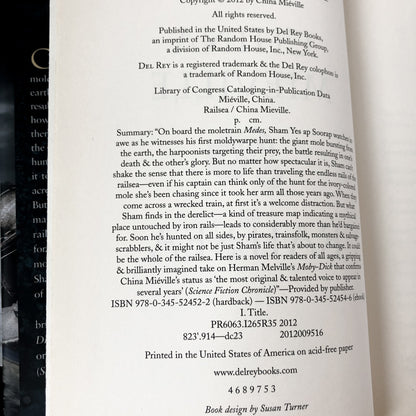 Copyright © 2012 by China Miéville
All rights reserved.
Published in the United States by Del Rey Books,
an imprint of The Random House Publishing Group,
a division of Random House, Inc., New York.
DEL REY is a registered trademark & the Del Rey colophon is
a trademark of Random House, Inc.
Library of Congress Cataloging-in-Publication Data
Miéville, China.
Railsea / China Mieville.
p. cm.
Summary: "On board the moletrain Medes, Sham Yes ap Soorap watches in
awe as he witnesses his first moldywarpe hunt: the giant mole bursting from
the earth, the harpoonists targeting their prey, the battle resulting in one's
death & the other's glory. But no matter how spectacular it is, Sham can't
shake the sense that there is more to life than traveling the endless rails of the
railsea—even if his captain can think only of the hunt for the ivory-colored
mole she's been chasing since it took her arm all those years ago. When they
come across a wrecked train, at first it's a welcome distraction. But what
Sham finds in the derelict—a kind of treasure map indicating a mythical
place untouched by iron rails—leads to considerably more than he'd bargained
for. Soon he's hunted on all sides, by pirates, trainsfolk, monsters & salvage-
scrabblers, & it might not be just Sham's life that's about to change. It could
be the whole of the railsea. Here is a novel for readers of all ages, a gripping
& brilliantly imagined take on Herman Melville's Moby-Dick that confirms
China Miéville's status as 'the most original & talented voice to appear in
several years' (Science Fiction Chronicle)"—Provided by publisher.
ISBN 978-0-345-52452-2 (hardback) — ISBN 978-0-345-52454-6 (ebook)
I. Title.
PR6063.I265R35 2012
823'.914—dc23 2012009516
Printed in the United States of America on acid-free paper
www.delreybooks.com
4 6 8 9 7 5 3
Book design by Susan Turner